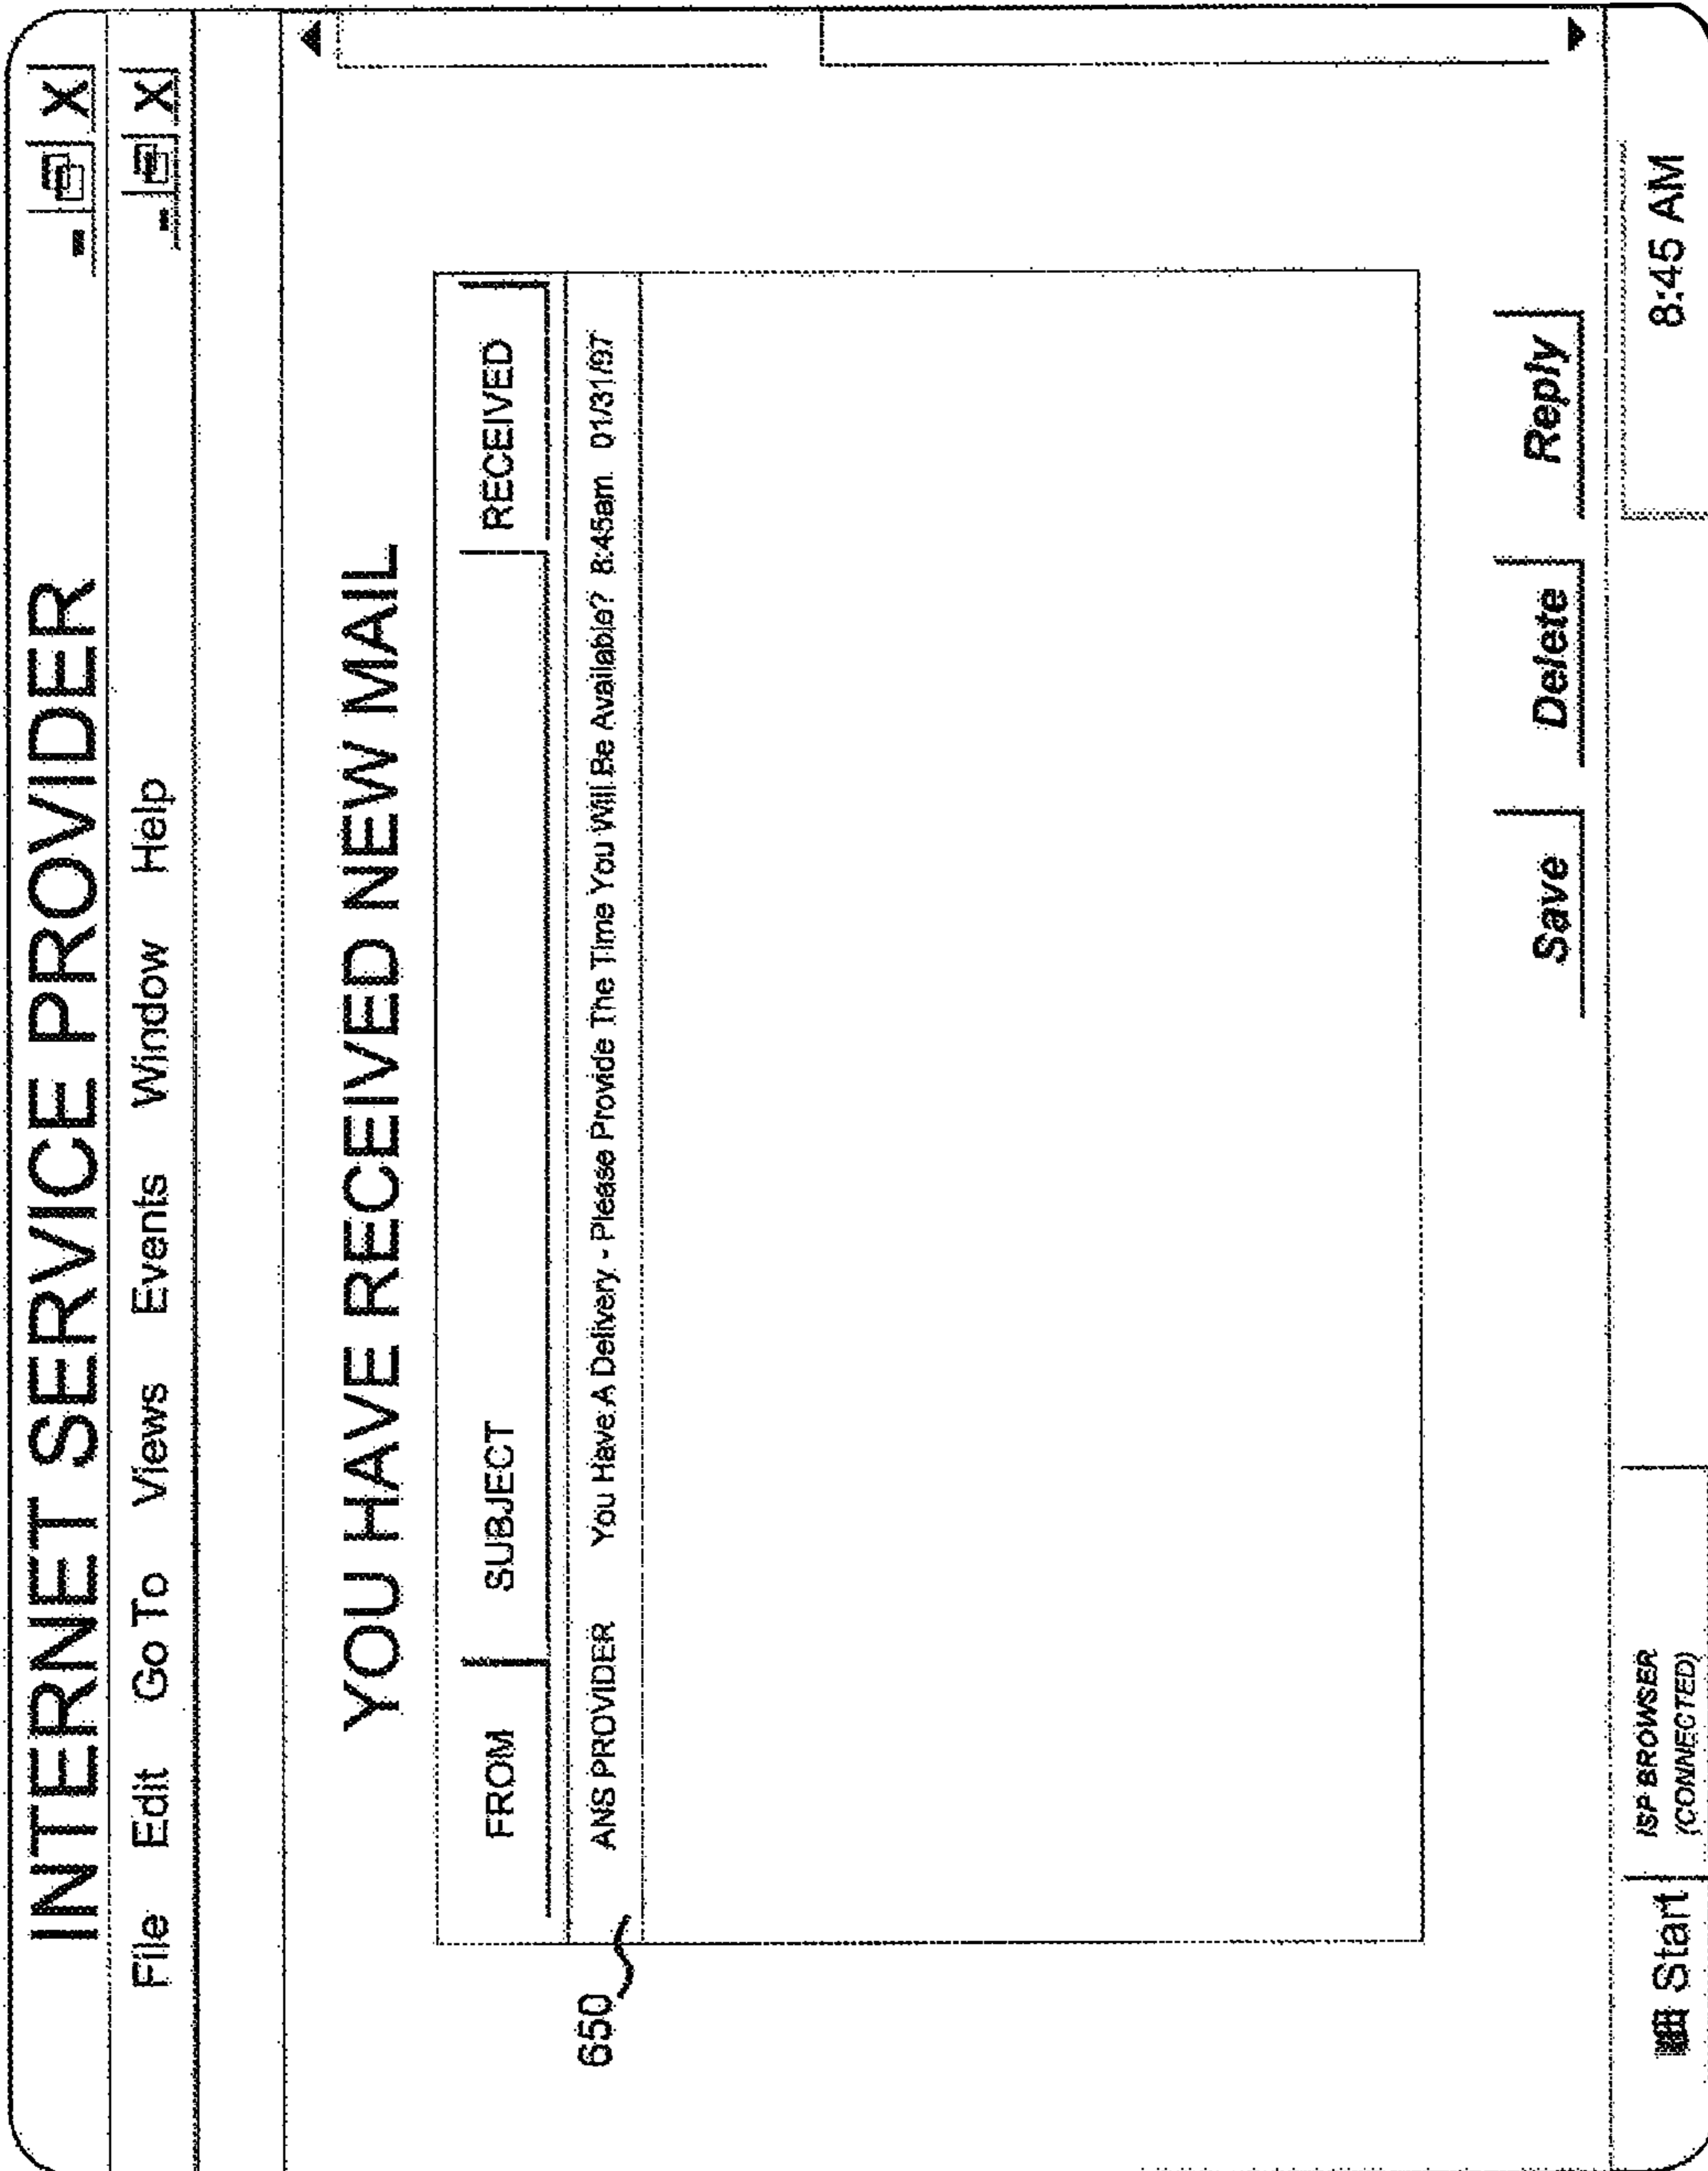 INTERNET SERVICE PROVIDER
File Edit Go To Views Events Window Help
YOU HAVE RECEIVED NEW MAIL
FROM SUBJECT RECEIVED
650
ANS PROVIDER You Have A Delivery - Please Provide The Time You Will Be Available? 8:45am 01/31/97
Save Delete Reply
Start ISP BROWSER
(CONNECTED)
8:45 AM